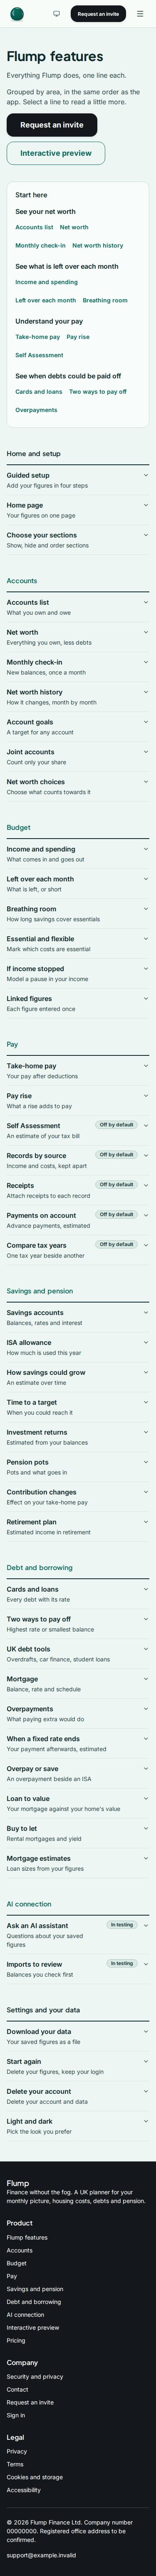 Request an invite
Flump features
Everything Flump does, one line each.
Grouped by area, in the same order as the
app. Select a line to read a little more.
Request an invite
Interactive preview
Start here
See your net worth
Accounts list Net worth
Monthly check-in Net worth history
See what is left over each month
Income and spending
Left over each month Breathing room
Understand your pay
Take-home pay Pay rise
Self Assessment
See when debts could be paid off
Cards and loans Two ways to pay off
Overpayments
Home and setup
Guided setup
Add your figures in four steps
Home page
Your figures on one page
Choose your sections
Show, hide and order sections
Accounts
Accounts list
What you own and owe
Net worth
Everything you own, less debts
Monthly check-in
New balances, once a month
Net worth history
How it changes, month by month
Account goals
A target for any account
Joint accounts
Count only your share
Net worth choices
Choose what counts towards it
Budget
Income and spending
What comes in and goes out
Left over each month
What is left, or short
Breathing room
How long savings cover essentials
Essential and flexible
Mark which costs are essential
If income stopped
Model a pause in your income
Linked figures
Each figure entered once
Pay
Take-home pay
Your pay after deductions
Pay rise
What a rise adds to pay
Self Assessment Off by default
An estimate of your tax bill
Records by source Off by default
Income and costs, kept apart
Receipts Off by default
Attach receipts to each record
Payments on account Off by default
Advance payments, estimated
Compare tax years Off by default
One tax year beside another
Savings and pension
Savings accounts
Balances, rates and interest
ISA allowance
How much is used this year
How savings could grow
An estimate over time
Time to a target
When you could reach it
Investment returns
Estimated from your balances
Pension pots
Pots and what goes in
Contribution changes
Effect on your take-home pay
Retirement plan
Estimated income in retirement
Debt and borrowing
Cards and loans
Every debt with its rate
Two ways to pay off
Highest rate or smallest balance
UK debt tools
Overdrafts, car finance, student loans
Mortgage
Balance, rate and schedule
Overpayments
What paying extra would do
When a fixed rate ends
Your payment afterwards, estimated
Overpay or save
An overpayment beside an ISA
Loan to value
Your mortgage against your home's value
Buy to let
Rental mortgages and yield
Mortgage estimates
Loan sizes from your figures
AI connection
Ask an AI assistant In testing
Questions about your saved
figures
Imports to review In testing
Balances you check first
Settings and your data
Download your data
Your saved figures as a file
Start again
Delete your figures, keep your login
Delete your account
Delete your account and data
Light and dark
Pick the look you prefer
Flump
Finance without the fog. A UK planner for your
monthly picture, housing costs, debts and pension.
Product
Flump features
Accounts
Budget
Pay
Savings and pension
Debt and borrowing
AI connection
Interactive preview
Pricing
Company
Security and privacy
Contact
Request an invite
Sign in
Legal
Privacy
Terms
Cookies and storage
Accessibility
© 2026 Flump Finance Ltd. Company number
00000000. Registered office address to be
confirmed.
support@example.invalid